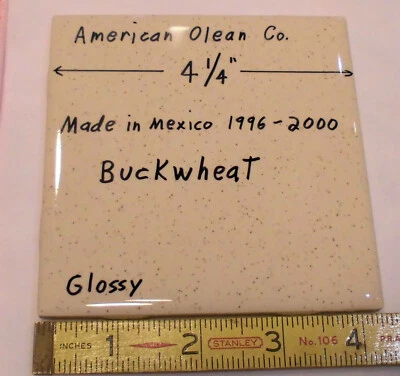 American Olean Co.
4 1/4"
Made in Mexico 1996-2000
Buckwheat
Glossy
INCHES 1 2 STANLEY 3 No. 106 4 PRA